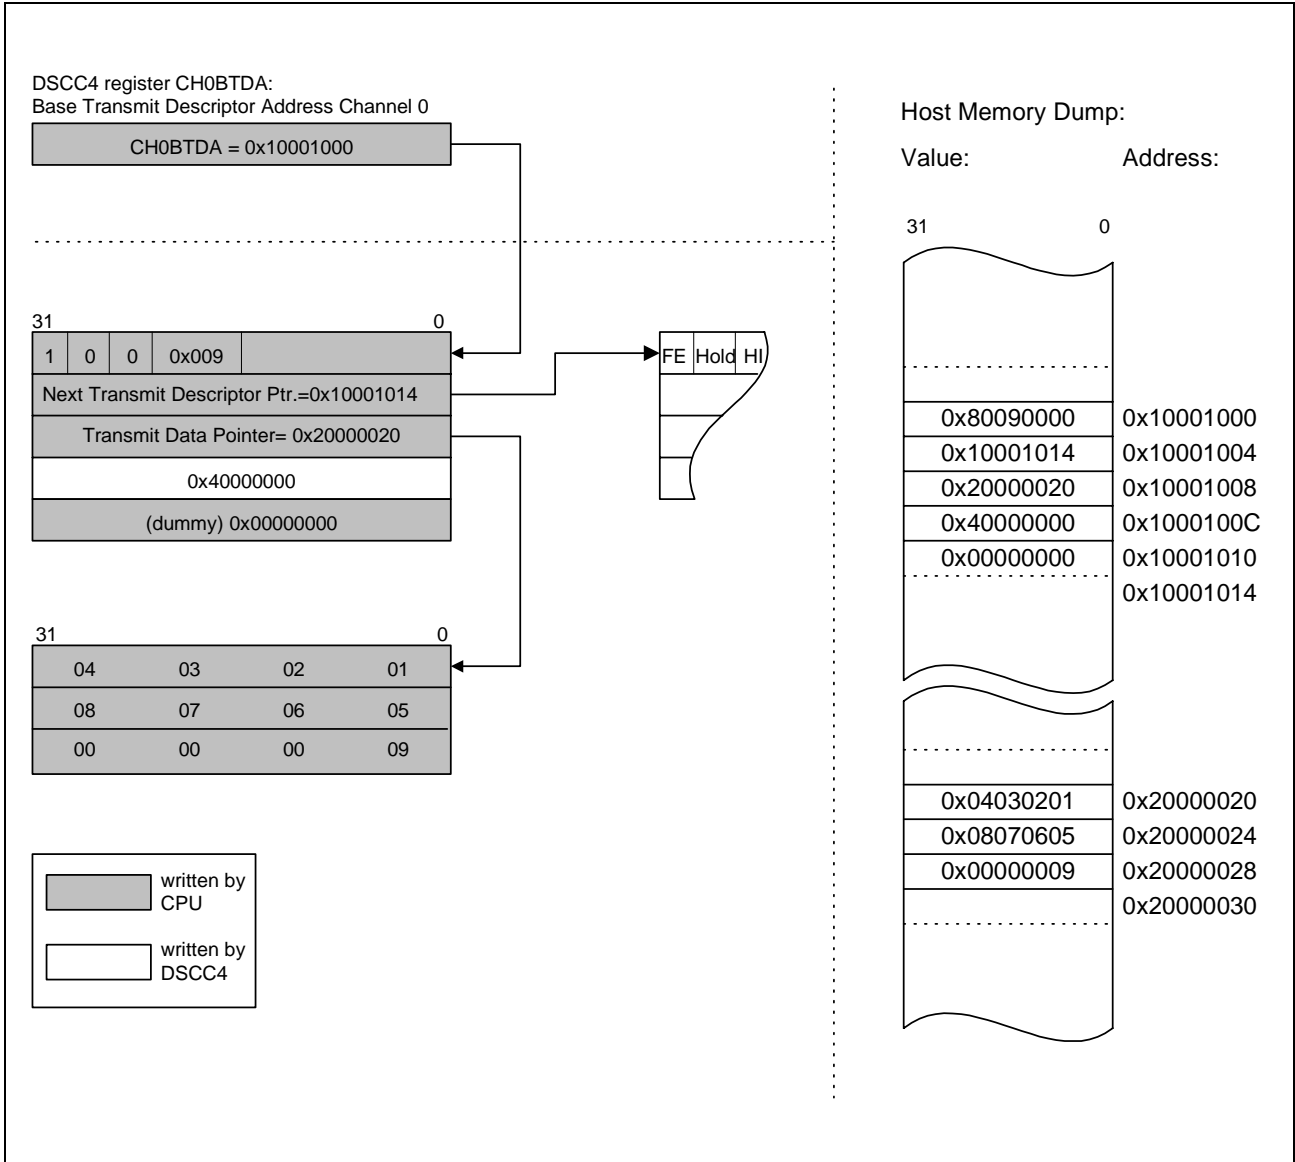 DSCC4 register CH0BTDA:
Base Transmit Descriptor Address Channel 0
CH0BTDA = 0x10001000
31 0
1 0 0 0x009
Next Transmit Descriptor Ptr.=0x10001014
Transmit Data Pointer= 0x20000020
0x40000000
(dummy) 0x00000000
FE Hold HI
31 0
04 03 02 01
08 07 06 05
00 00 00 09
written by
CPU
written by
DSCC4
Host Memory Dump:
Value: Address:
31 0
0x80090000 0x10001000
0x10001014 0x10001004
0x20000020 0x10001008
0x40000000 0x1000100C
0x00000000 0x10001010
0x10001014
0x04030201 0x20000020
0x08070605 0x20000024
0x00000009 0x20000028
0x20000030